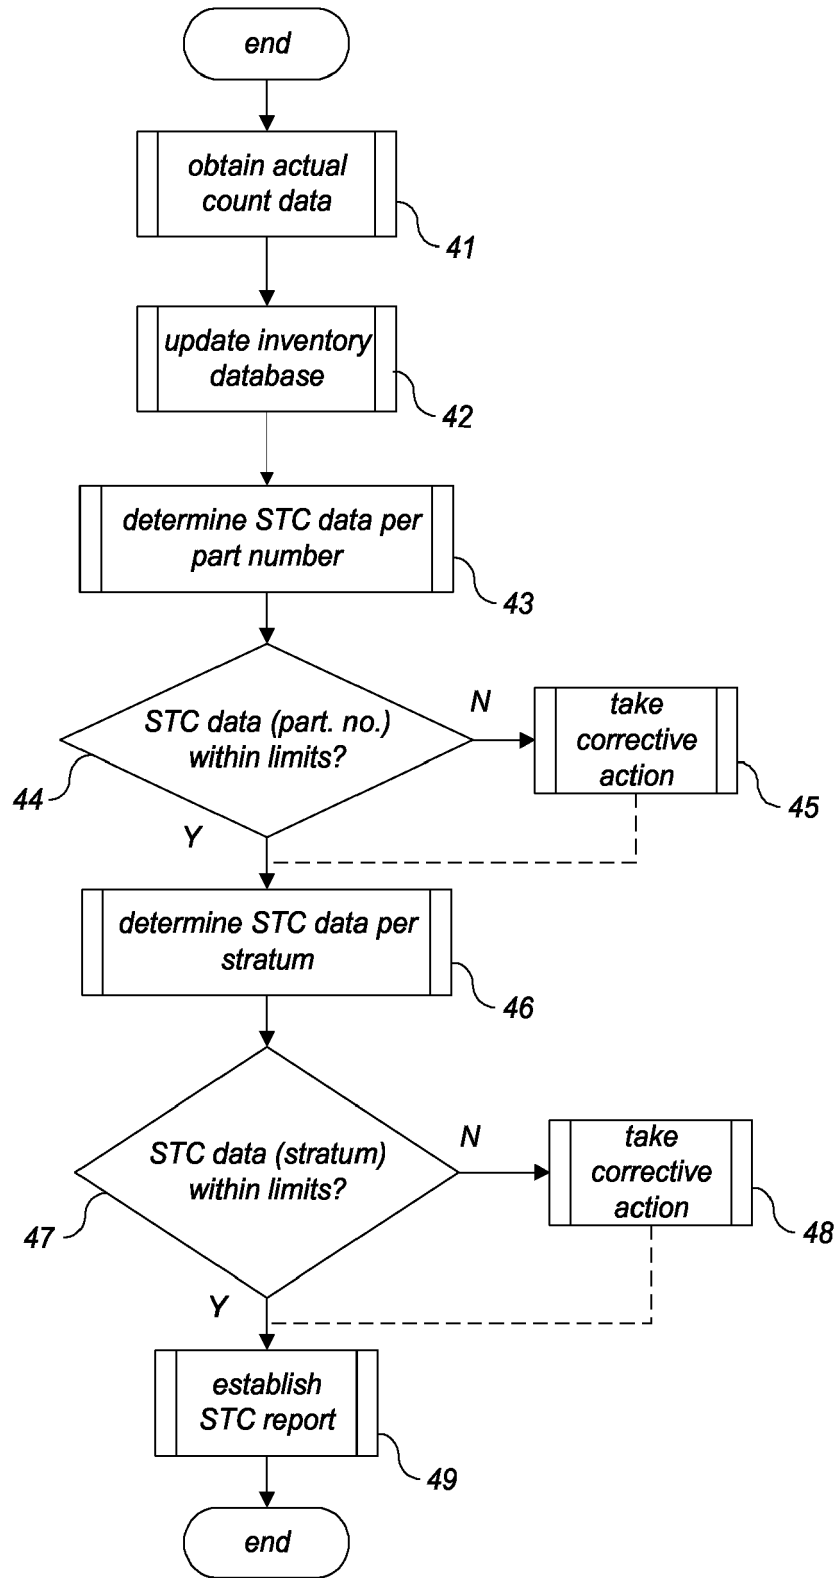 end
obtain actual
count data
41
update inventory
database
42
determine STC data per
part number
43
STC data (part. no.)
within limits?
44
N
take
corrective
action
45
Y
determine STC data per
stratum
46
STC data (stratum)
within limits?
47
N
take
corrective
action
48
Y
establish
STC report
49
end